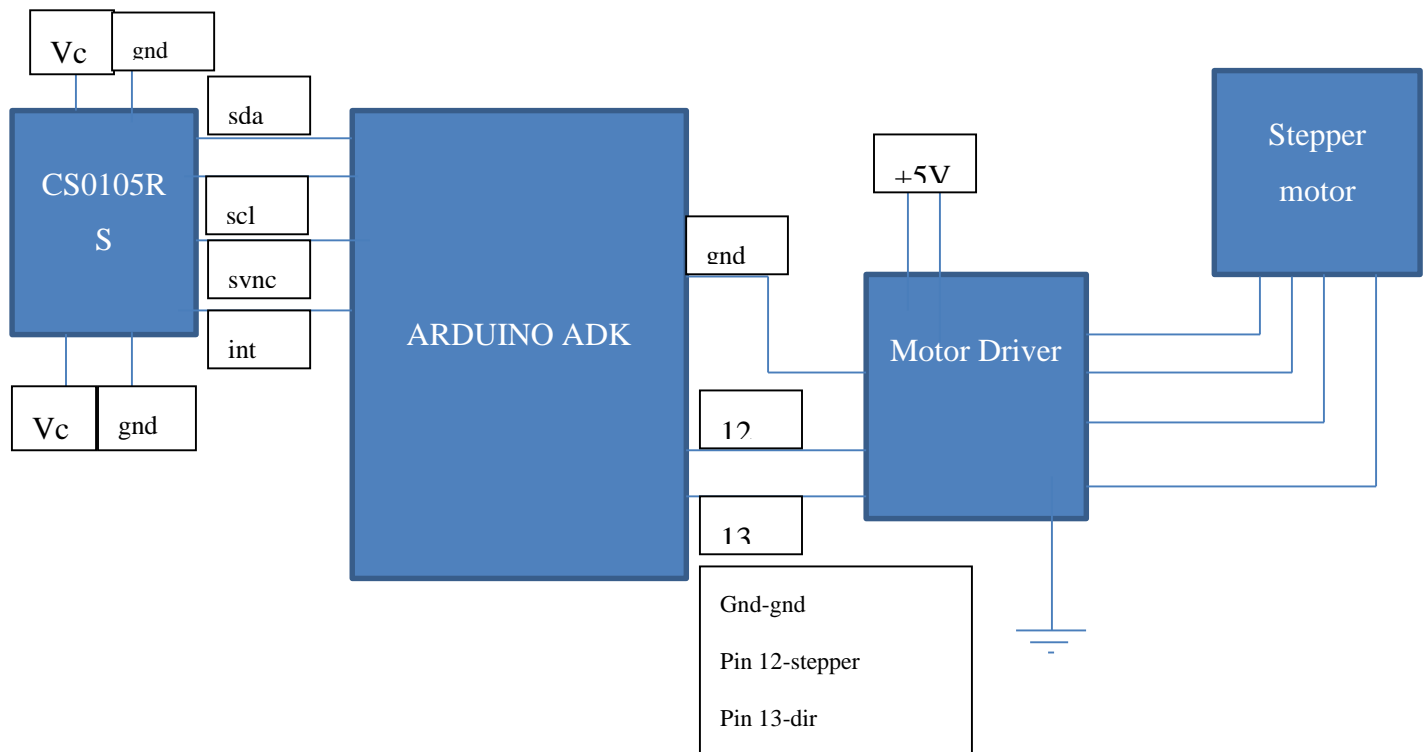 Vc
gnd
sda
CS0105R
S
scl
sync
int
Vc
gnd
ARDUINO ADK
gnd
12
13
Gnd-gnd
Pin 12-stepper
Pin 13-dir
+5V
Motor Driver
Stepper
motor